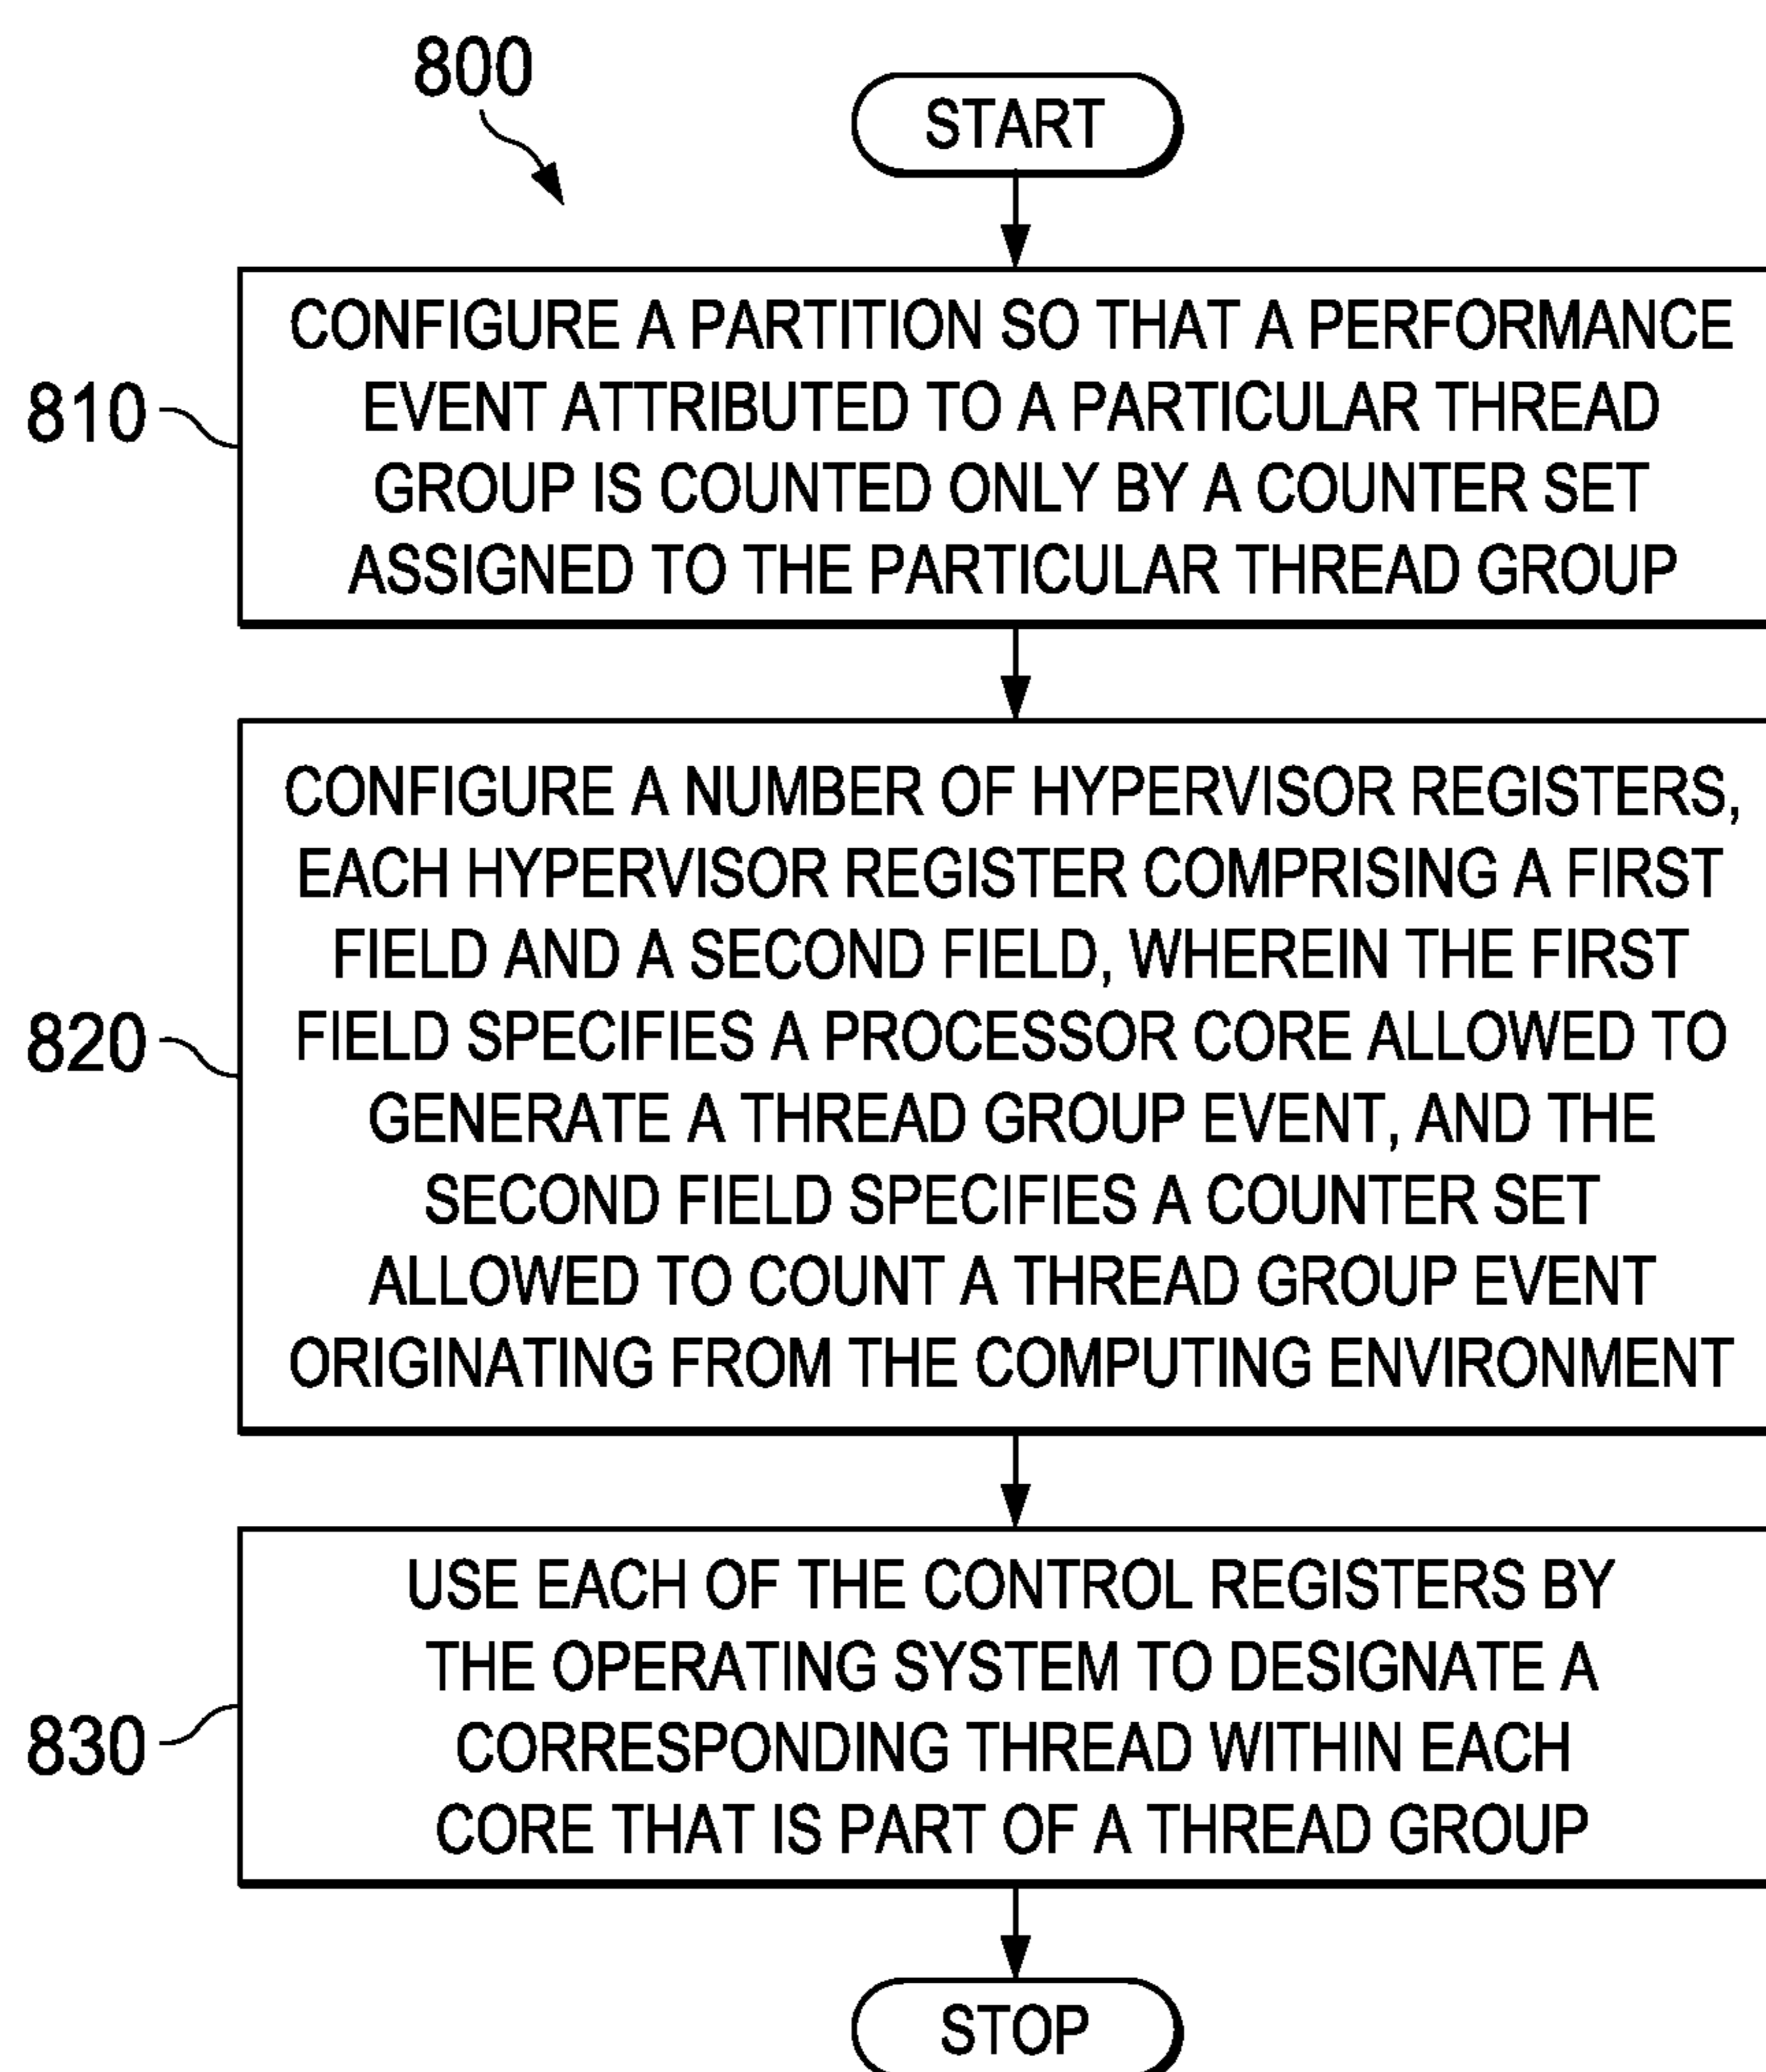 800
START
CONFIGURE A PARTITION SO THAT A PERFORMANCE
EVENT ATTRIBUTED TO A PARTICULAR THREAD
GROUP IS COUNTED ONLY BY A COUNTER SET
ASSIGNED TO THE PARTICULAR THREAD GROUP
810
CONFIGURE A NUMBER OF HYPERVISOR REGISTERS,
EACH HYPERVISOR REGISTER COMPRISING A FIRST
FIELD AND A SECOND FIELD, WHEREIN THE FIRST
FIELD SPECIFIES A PROCESSOR CORE ALLOWED TO
GENERATE A THREAD GROUP EVENT, AND THE
SECOND FIELD SPECIFIES A COUNTER SET
ALLOWED TO COUNT A THREAD GROUP EVENT
ORIGINATING FROM THE COMPUTING ENVIRONMENT
820
USE EACH OF THE CONTROL REGISTERS BY
THE OPERATING SYSTEM TO DESIGNATE A
CORRESPONDING THREAD WITHIN EACH
CORE THAT IS PART OF A THREAD GROUP
830
STOP